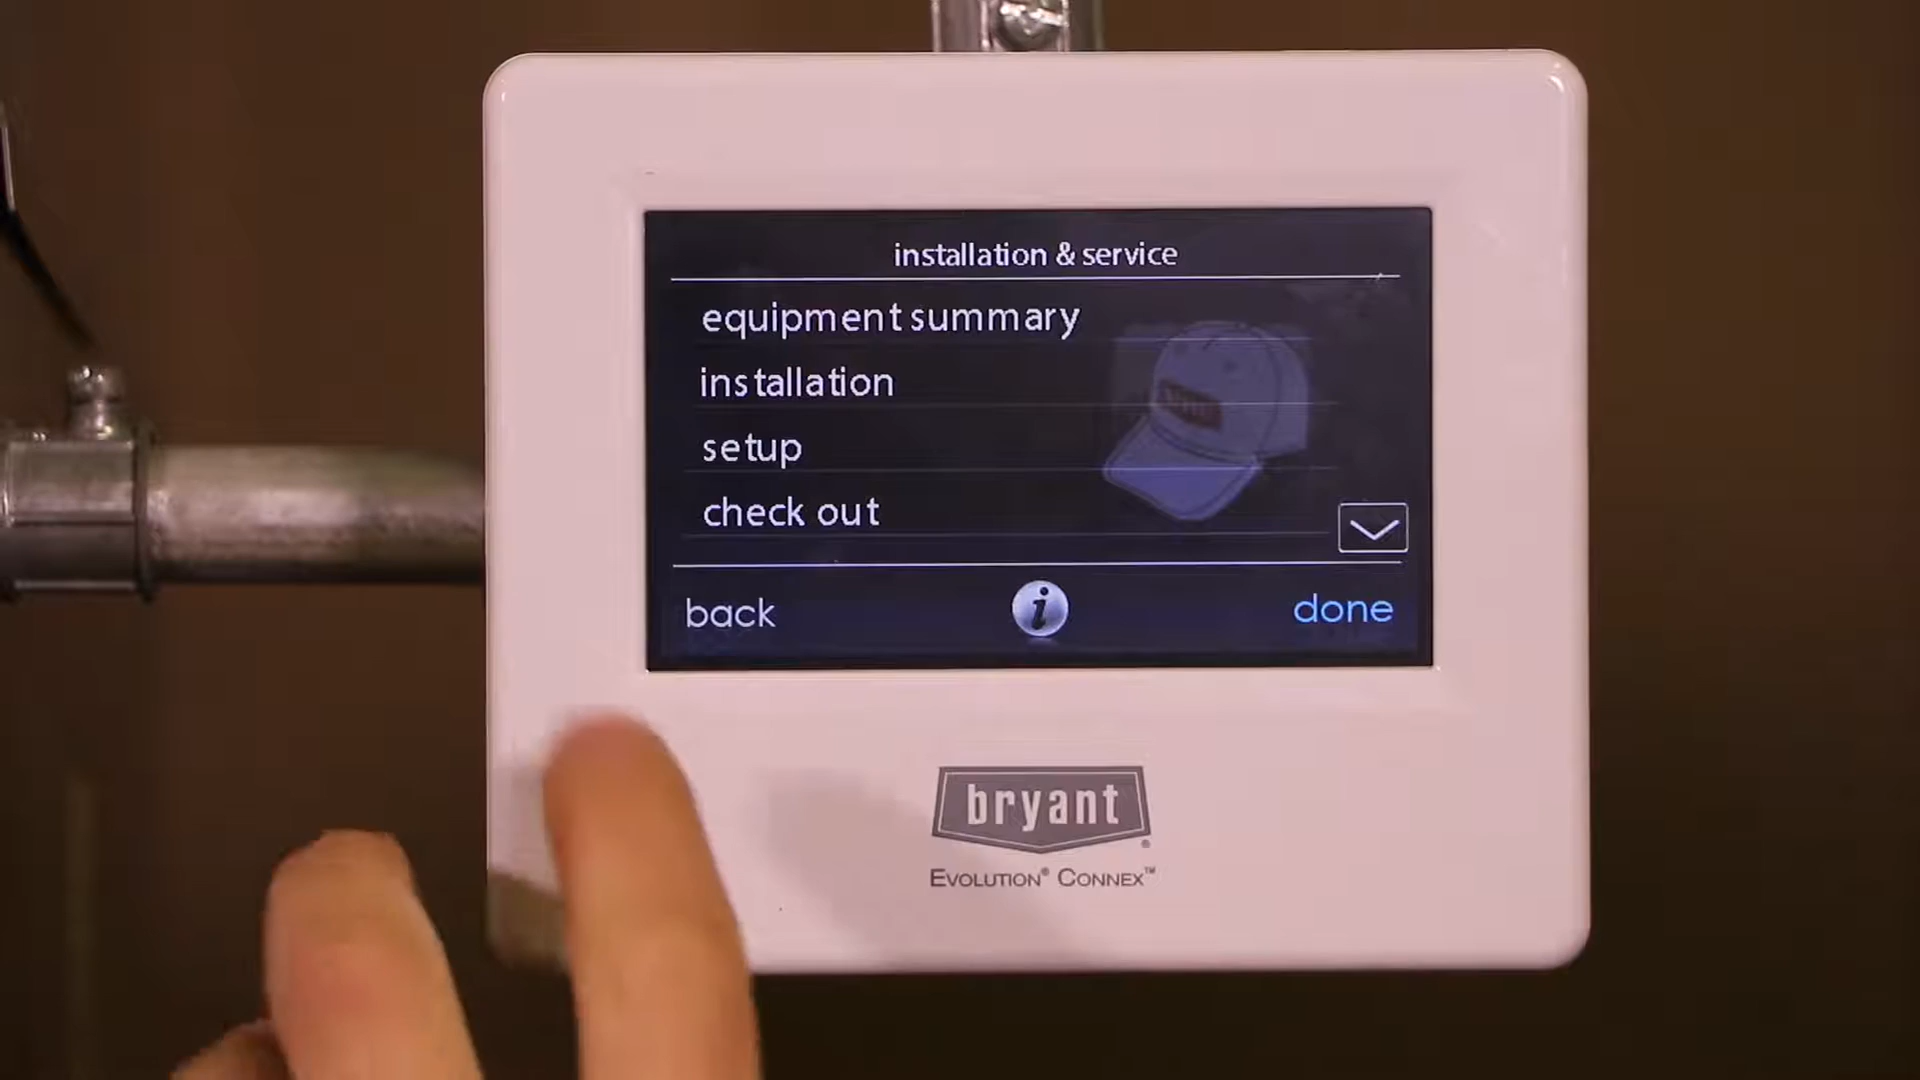 installation & service
equipment summary
installation
setup
check out
back
i
done
bryant®
EVOLUTION® CONNEX™